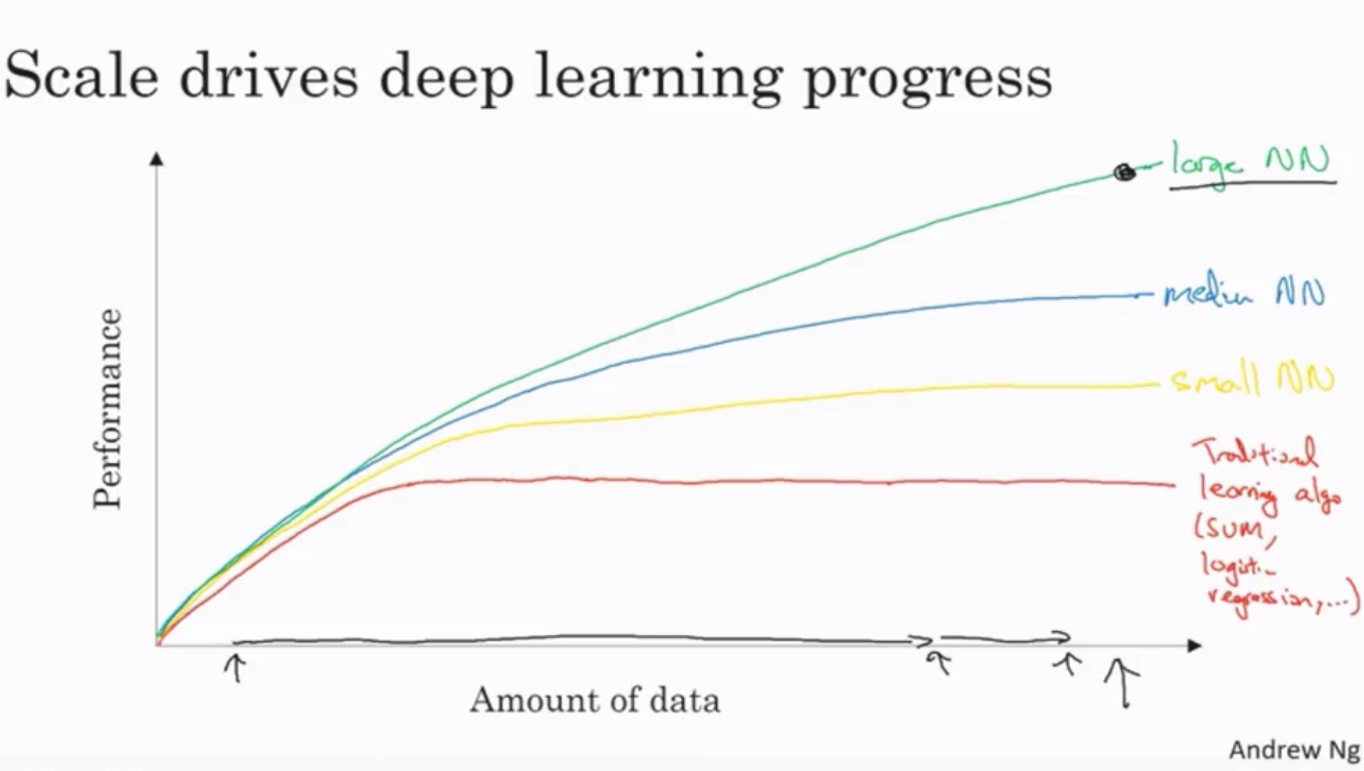 Scale drives deep learning progress
large NN
medium NN
small NN
Traditional
learning algo
(SVM,
logistic
regression,...)
Performance
Amount of data
Andrew Ng